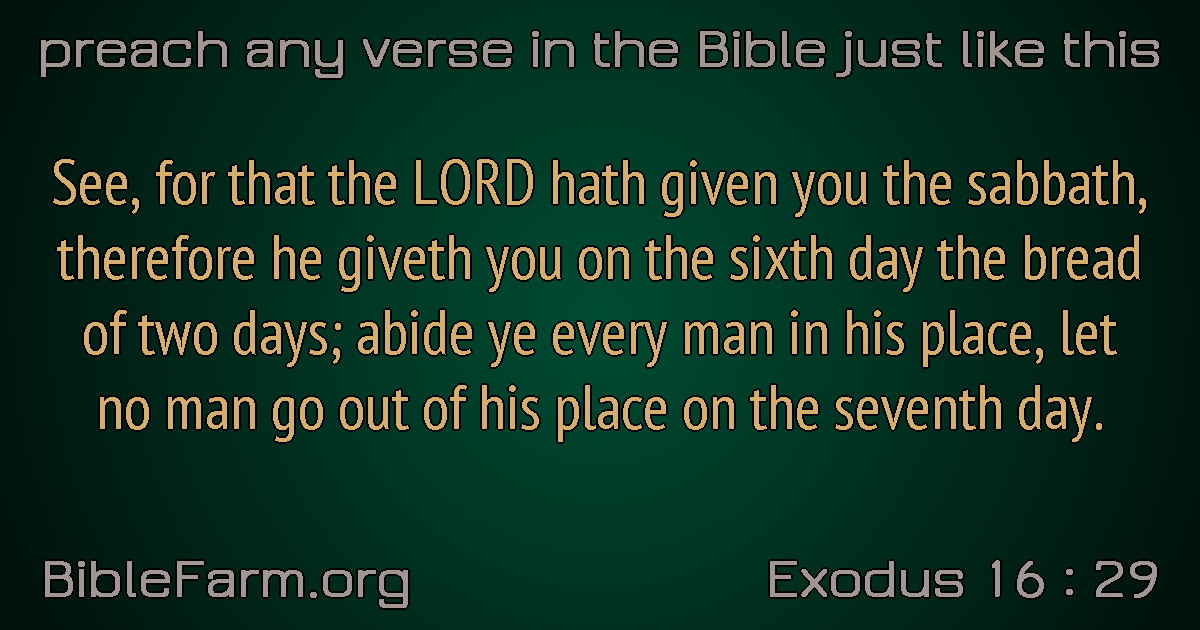 preach any verse in the Bible just like this
See, for that the LORD hath given you the sabbath,
therefore he giveth you on the sixth day the bread
of two days; abide ye every man in his place, let
no man go out of his place on the seventh day.
BibleFarm.org
Exodus 16 : 29